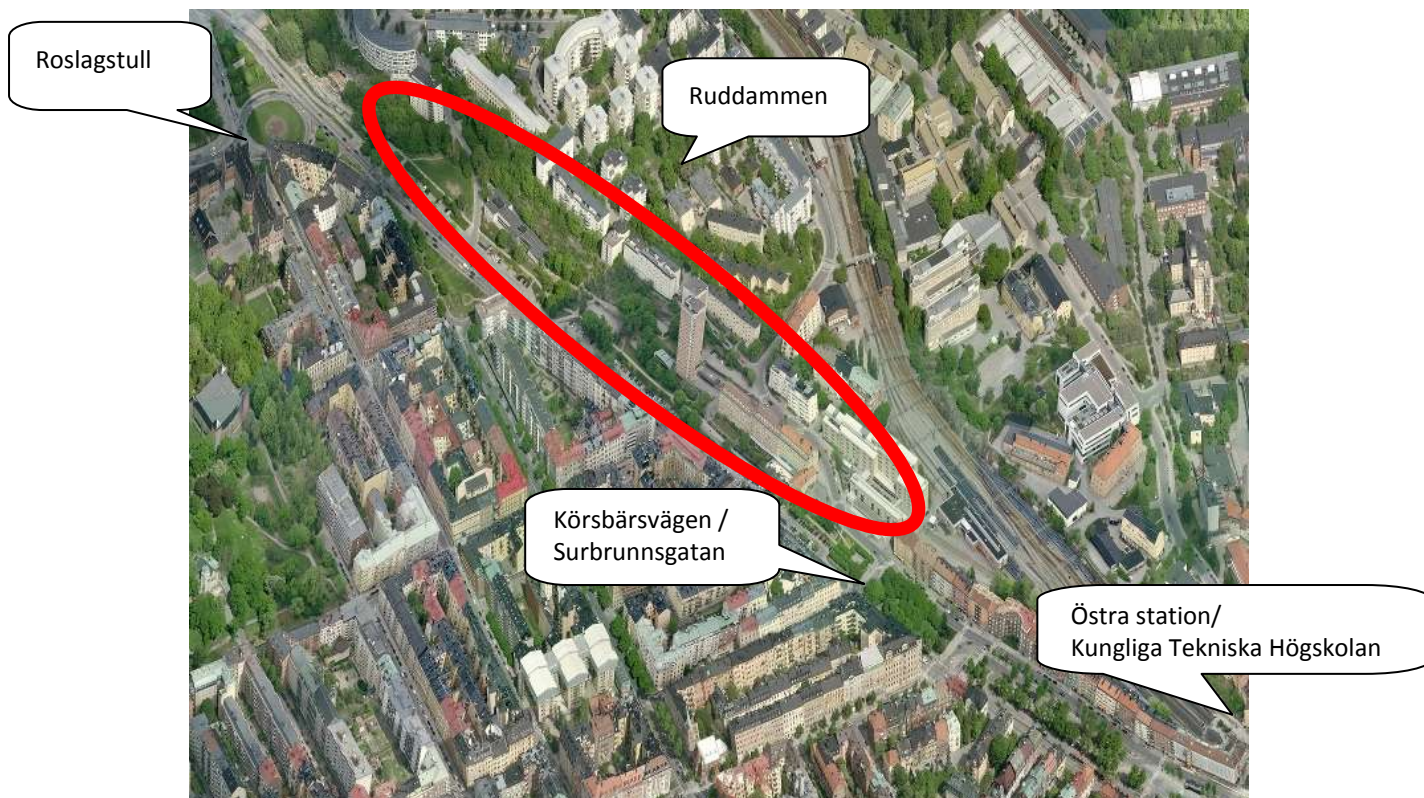 Roslagstull
Ruddammen
Körsbärsvägen /
Surbrunnsgatan
Östra station/
Kungliga Tekniska Högskolan